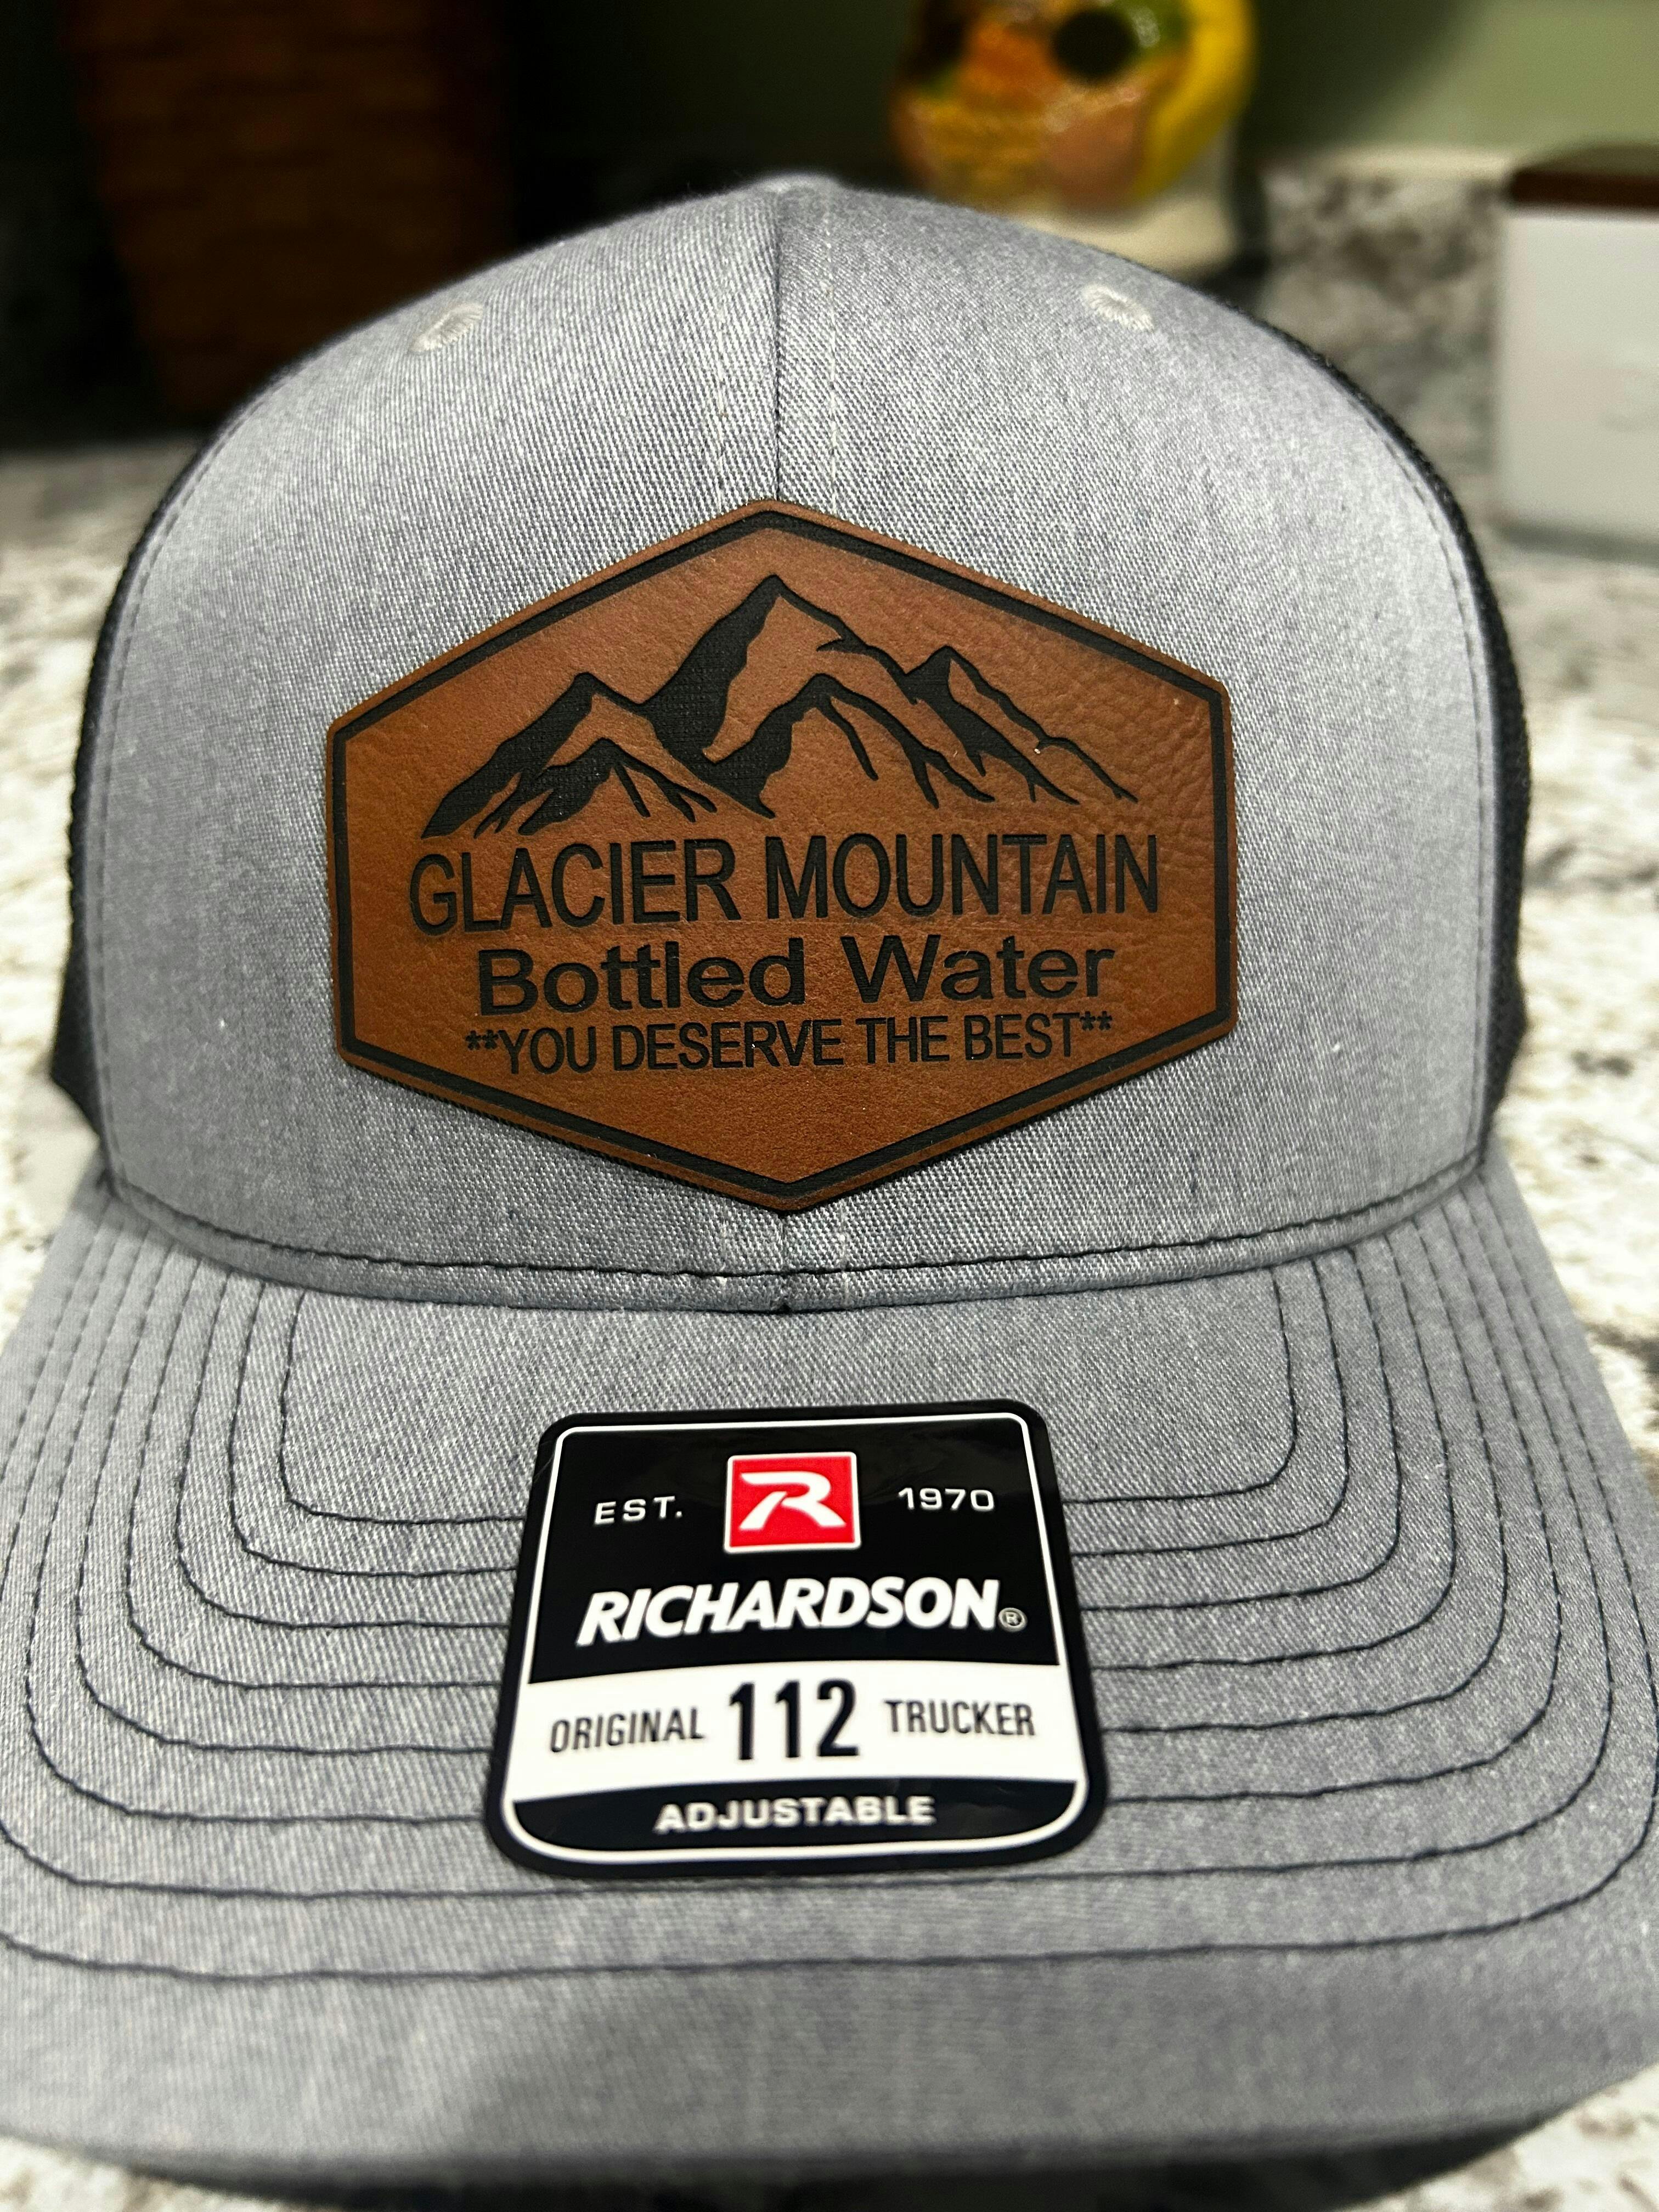 GLACIER MOUNTAIN
Bottled Water
**YOU DESERVE THE BEST**
EST. R 1970
RICHARDSON®
ORIGINAL 112 TRUCKER
ADJUSTABLE